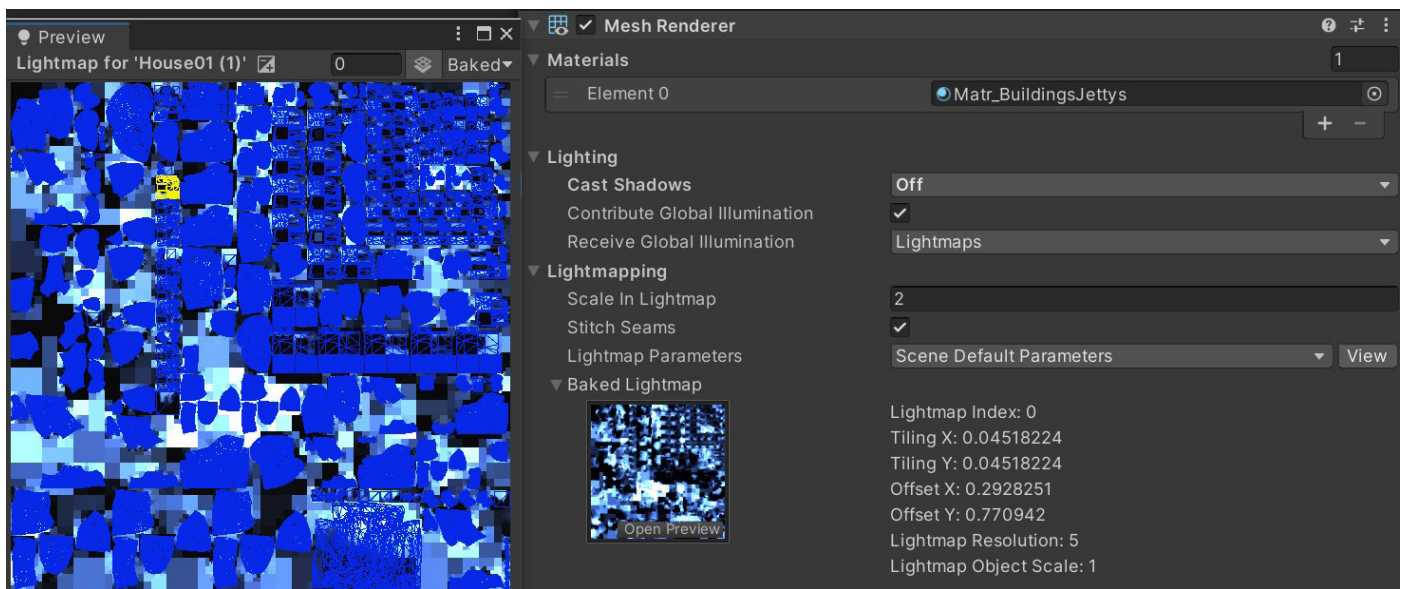 Preview
Lightmap for 'House01 (1)' 0 Baked
Mesh Renderer
Materials 1
Element 0 Matr_BuildingsJettys
Lighting
Cast Shadows Off
Contribute Global Illumination
Receive Global Illumination Lightmaps
Lightmapping
Scale In Lightmap 2
Stitch Seams
Lightmap Parameters Scene Default Parameters View
Baked Lightmap
Open Preview
Lightmap Index: 0
Tiling X: 0.04518224
Tiling Y: 0.04518224
Offset X: 0.2928251
Offset Y: 0.770942
Lightmap Resolution: 5
Lightmap Object Scale: 1